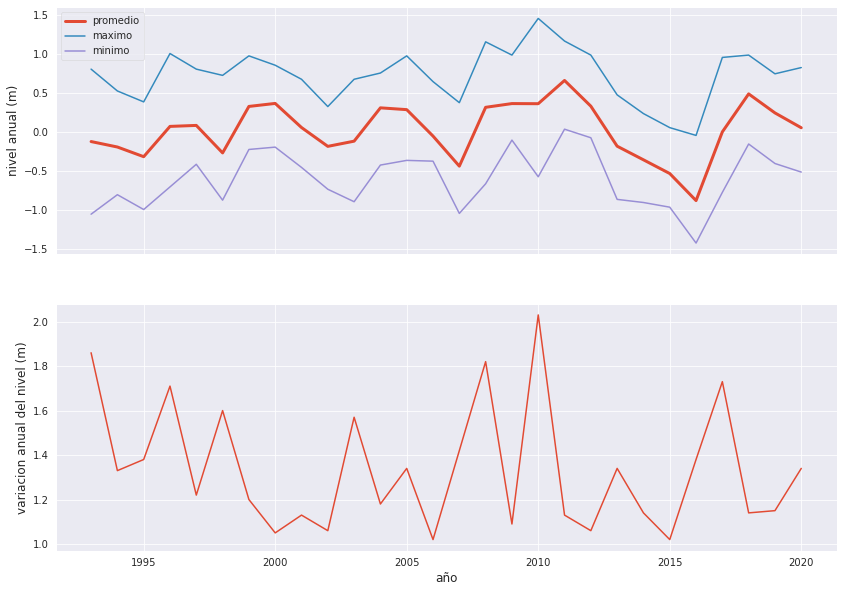 promedio
maximo
minimo
nivel anual (m)
1.5
1.0
0.5
0.0
−0.5
−1.0
−1.5
variacion anual del nivel (m)
2.0
1.8
1.6
1.4
1.2
1.0
1995 2000 2005 2010 2015 2020
año